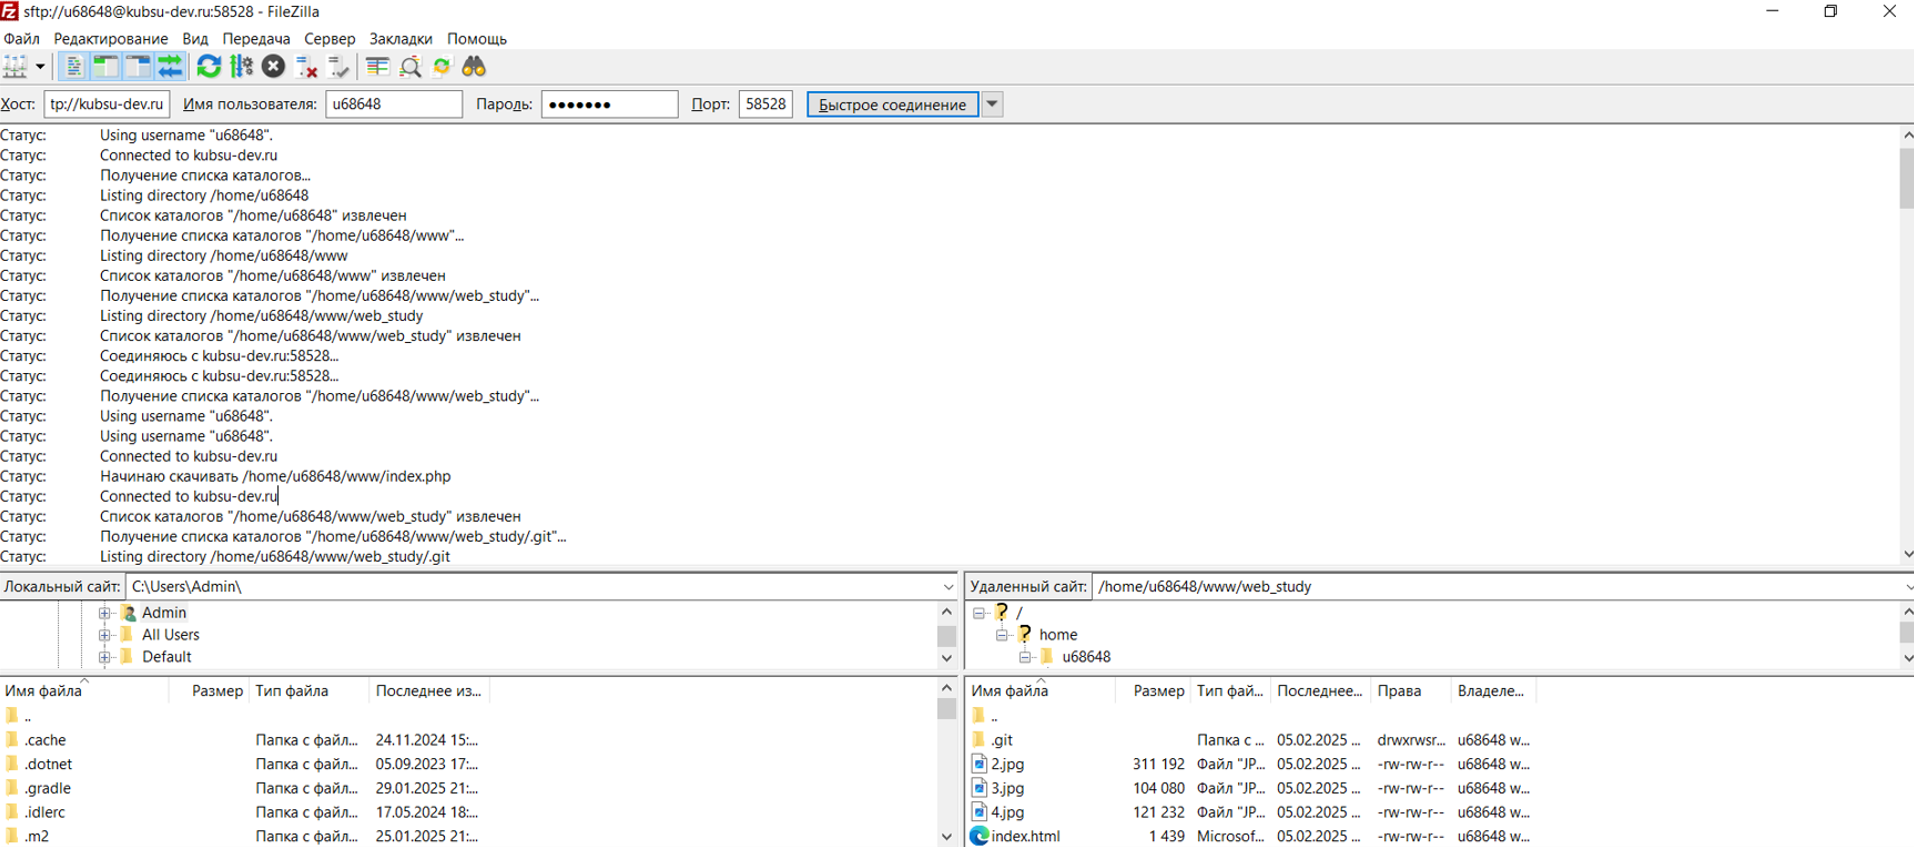 sftp://u68648@kubsu-dev.ru:58528 - FileZilla
Файл Редактирование Вид Передача Сервер Закладки Помощь
Хост: tp://kubsu-dev.ru Имя пользователя: u68648 Пароль: ●●●●●●● Порт: 58528 Быстрое соединение
Статус: Using username "u68648".
Статус: Connected to kubsu-dev.ru
Статус: Получение списка каталогов...
Статус: Listing directory /home/u68648
Статус: Список каталогов "/home/u68648" извлечен
Статус: Получение списка каталогов "/home/u68648/www"...
Статус: Listing directory /home/u68648/www
Статус: Список каталогов "/home/u68648/www" извлечен
Статус: Получение списка каталогов "/home/u68648/www/web_study"...
Статус: Listing directory /home/u68648/www/web_study
Статус: Список каталогов "/home/u68648/www/web_study" извлечен
Статус: Соединяюсь с kubsu-dev.ru:58528...
Статус: Соединяюсь с kubsu-dev.ru:58528...
Статус: Получение списка каталогов "/home/u68648/www/web_study"...
Статус: Using username "u68648".
Статус: Using username "u68648".
Статус: Connected to kubsu-dev.ru
Статус: Начинаю скачивать /home/u68648/www/index.php
Статус: Connected to kubsu-dev.ru
Статус: Список каталогов "/home/u68648/www/web_study" извлечен
Статус: Получение списка каталогов "/home/u68648/www/web_study/.git"...
Статус: Listing directory /home/u68648/www/web_study/.git
Локальный сайт: C:\Users\Admin\
Admin
All Users
Default
Имя файла Размер Тип файла Последнее из...
..
.cache Папка с файл... 24.11.2024 15:...
.dotnet Папка с файл... 05.09.2023 17:...
.gradle Папка с файл... 29.01.2025 21:...
.idlerc Папка с файл... 17.05.2024 18:...
.m2 Папка с файл... 25.01.2025 21:...
Удаленный сайт: /home/u68648/www/web_study
/
home
u68648
Имя файла Размер Тип фай... Последнее... Права Владеле...
..
.git Папка с ... 05.02.2025 ... drwxrwsr... u68648 w...
2.jpg 311 192 Файл "JP... 05.02.2025 ... -rw-rw-r-- u68648 w...
3.jpg 104 080 Файл "JP... 05.02.2025 ... -rw-rw-r-- u68648 w...
4.jpg 121 232 Файл "JP... 05.02.2025 ... -rw-rw-r-- u68648 w...
index.html 1 439 Microsof... 05.02.2025 ... -rw-rw-r-- u68648 w...